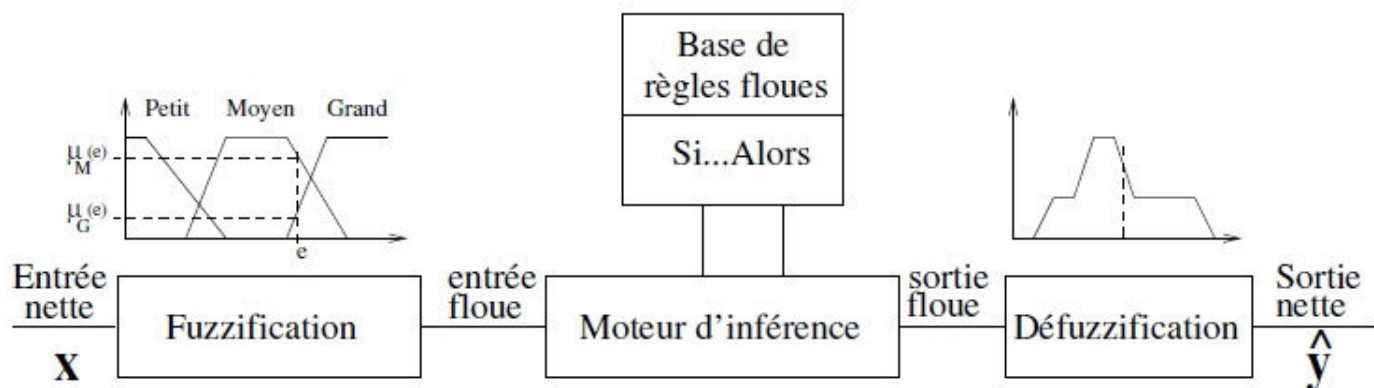 Base de
règles floues
Si...Alors
Petit Moyen Grand
μM(e)
μG(e)
e
Entrée
nette
x
Fuzzification
entrée
floue
Moteur d'inférence
sortie
floue
Défuzzification
Sortie
nette
ŷ